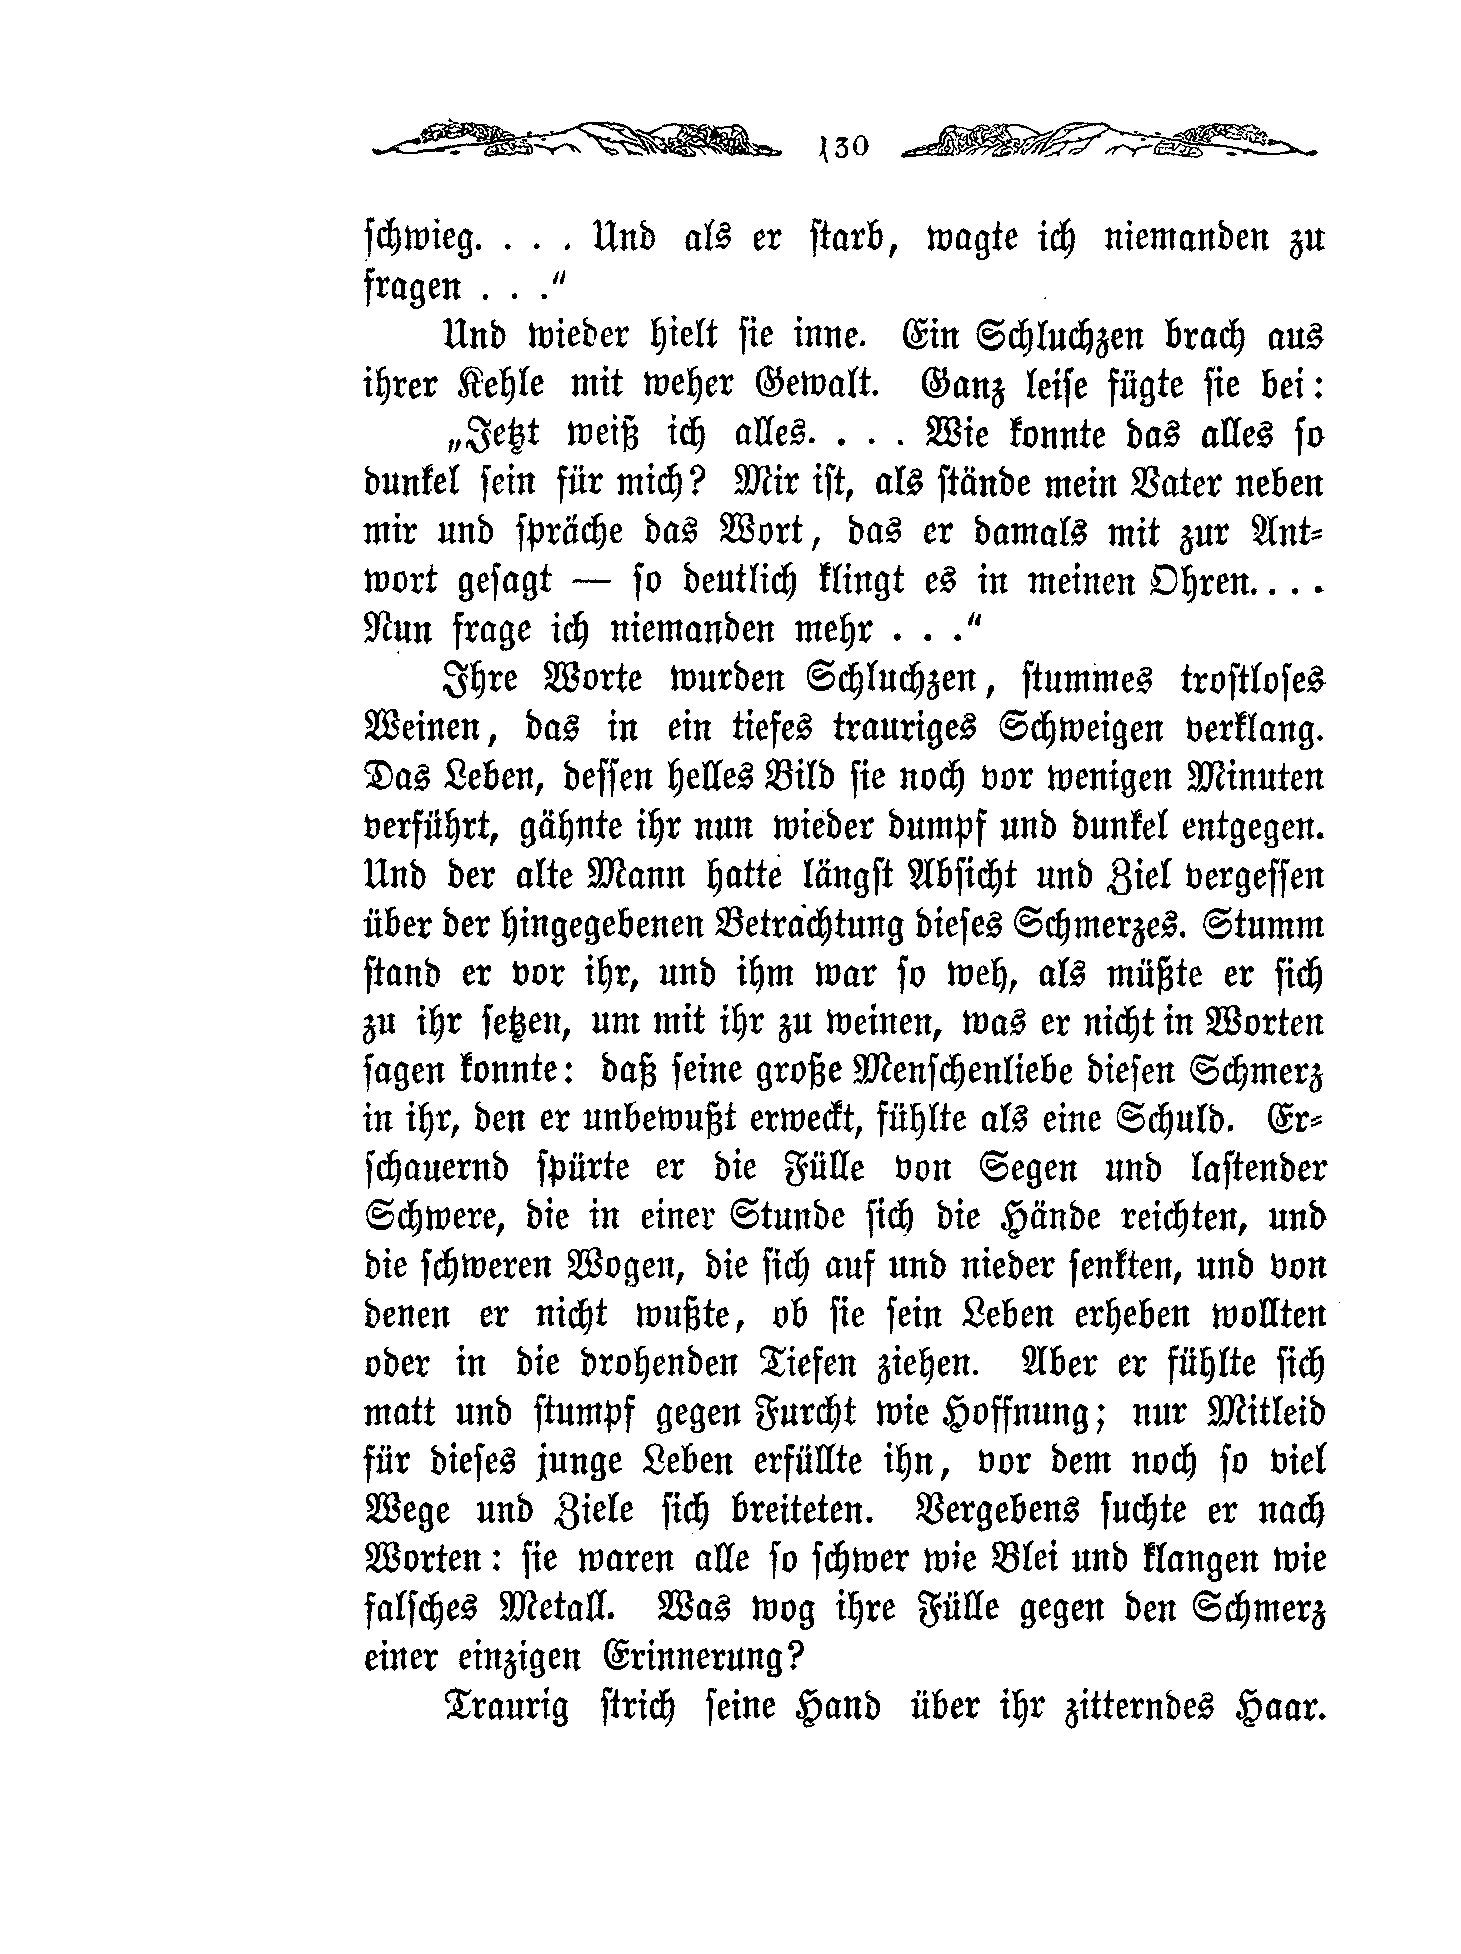 130
schwieg. . . . Und als er starb, wagte ich niemanden zu
fragen . . .“
Und wieder hielt sie inne. Ein Schluchzen brach aus
ihrer Kehle mit weher Gewalt. Ganz leise fügte sie bei:
„Jetzt weiß ich alles. . . . Wie konnte das alles so
dunkel sein für mich? Mir ist, als stände mein Vater neben
mir und spräche das Wort, das er damals mit zur Ant-
wort gesagt — so deutlich klingt es in meinen Ohren. . . .
Nun frage ich niemanden mehr . . .“
Ihre Worte wurden Schluchzen, stummes trostloses
Weinen, das in ein tiefes trauriges Schweigen verklang.
Das Leben, dessen helles Bild sie noch vor wenigen Minuten
verführt, gähnte ihr nun wieder dumpf und dunkel entgegen.
Und der alte Mann hatte längst Absicht und Ziel vergessen
über der hingegebenen Betrachtung dieses Schmerzes. Stumm
stand er vor ihr, und ihm war so weh, als müßte er sich
zu ihr setzen, um mit ihr zu weinen, was er nicht in Worten
sagen konnte: daß seine große Menschenliebe diesen Schmerz
in ihr, den er unbewußt erweckt, fühlte als eine Schuld. Er-
schauernd spürte er die Fülle von Segen und lastender
Schwere, die in einer Stunde sich die Hände reichten, und
die schweren Wogen, die sich auf und nieder senkten, und von
denen er nicht wußte, ob sie sein Leben erheben wollten
oder in die drohenden Tiefen ziehen. Aber er fühlte sich
matt und stumpf gegen Furcht wie Hoffnung; nur Mitleid
für dieses junge Leben erfüllte ihn, vor dem noch so viel
Wege und Ziele sich breiteten. Vergebens suchte er nach
Worten: sie waren alle so schwer wie Blei und klangen wie
falsches Metall. Was wog ihre Fülle gegen den Schmerz
einer einzigen Erinnerung?
Traurig strich seine Hand über ihr zitterndes Haar.